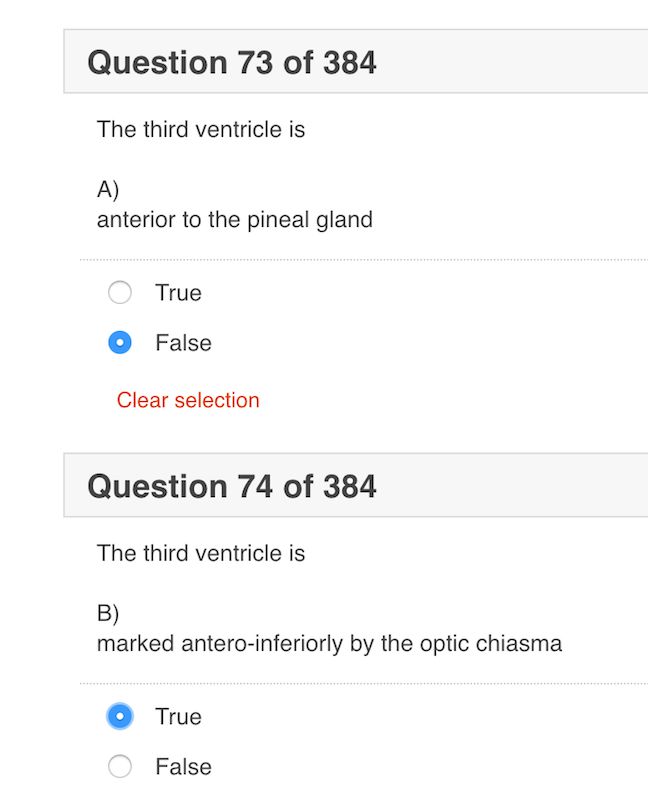 Question 73 of 384
The third ventricle is
A)
anterior to the pineal gland
True
False
Clear selection
Question 74 of 384
The third ventricle is
B)
marked antero-inferiorly by the optic chiasma
True
False